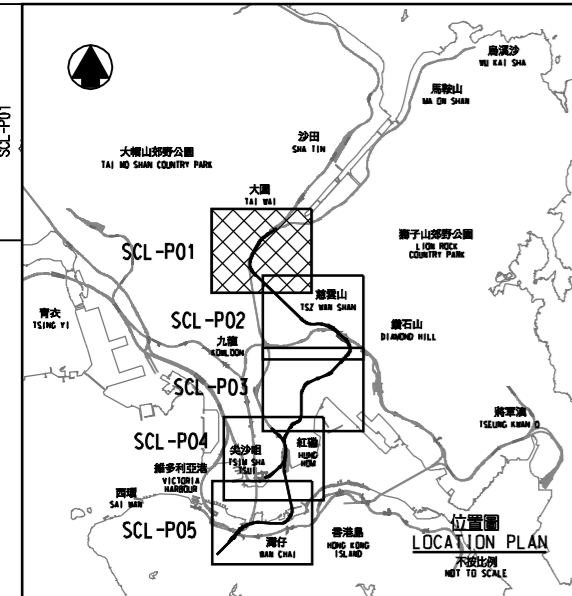 SCL-P01
烏溪沙
WU KAI SHA
馬鞍山
MA ON SHAN
沙田
SHA TIN
大帽山郊野公園
TAI MO SHAN COUNTRY PARK
大圍
TAI WAI
獅子山郊野公園
LION ROCK
COUNTRY PARK
SCL-P01
慈雲山
TSZ WAN SHAN
青衣
TSING YI
SCL-P02
鑽石山
DIAMOND HILL
九龍
KOWLOON
SCL-P03
將軍澳
TSEUNG KWAN O
SCL-P04
尖沙咀
TSIM SHA
TSUI
紅磡
HUNG
HOM
維多利亞港
VICTORIA
HARBOUR
西環
SAI WAN
SCL-P05
灣仔
WAN CHAI
香港島
HONG KONG
ISLAND
位置圖
LOCATION PLAN
不按比例
NOT TO SCALE